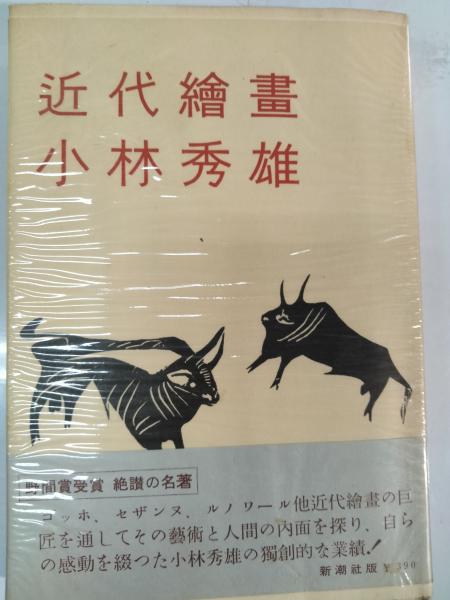 近代繪畫
小林秀雄
野間賞受賞 絶讃の名著
ゴッホ、セザンヌ、ルノワール他近代繪畫の巨
匠を通してその藝術と人間の内面を探り、自ら
の感動を綴つた小林秀雄の獨創的な業績!
新潮社版 ¥390